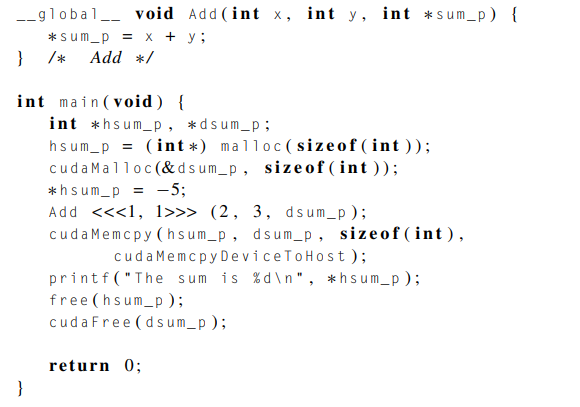 __global__ void Add(int x, int y, int *sum_p) {
   *sum_p = x + y;
}  /* Add */

int main(void) {
   int *hsum_p, *dsum_p;
   hsum_p = (int*) malloc(sizeof(int));
   cudaMalloc(&dsum_p, sizeof(int));
   *hsum_p = −5;
   Add <<<1, 1>>> (2, 3, dsum_p);
   cudaMemcpy(hsum_p, dsum_p, sizeof(int),
         cudaMemcpyDeviceToHost);
   printf("The sum is %d\n", *hsum_p);
   free(hsum_p);
   cudaFree(dsum_p);

   return 0;
}